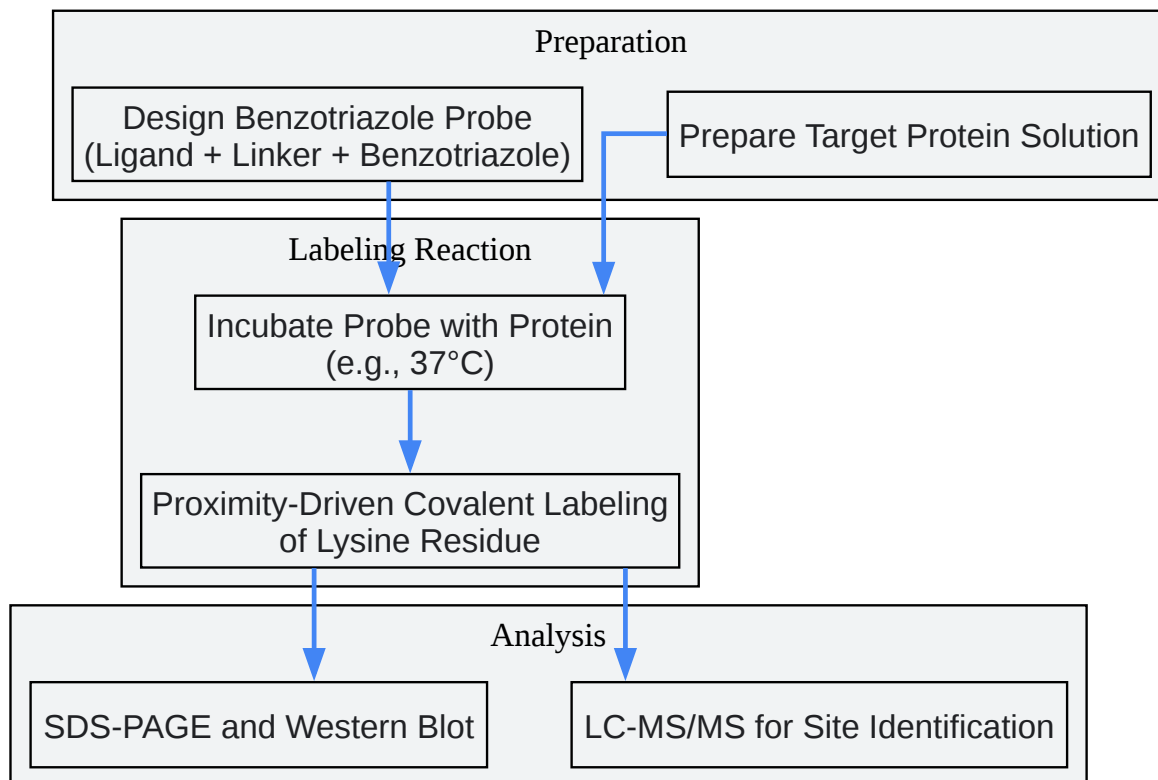 Preparation
Design Benzotriazole Probe
(Ligand + Linker + Benzotriazole)
Prepare Target Protein Solution
Labeling Reaction
Incubate Probe with Protein
(e.g., 37°C)
Proximity-Driven Covalent Labeling
of Lysine Residue
Analysis
SDS-PAGE and Western Blot
LC-MS/MS for Site Identification